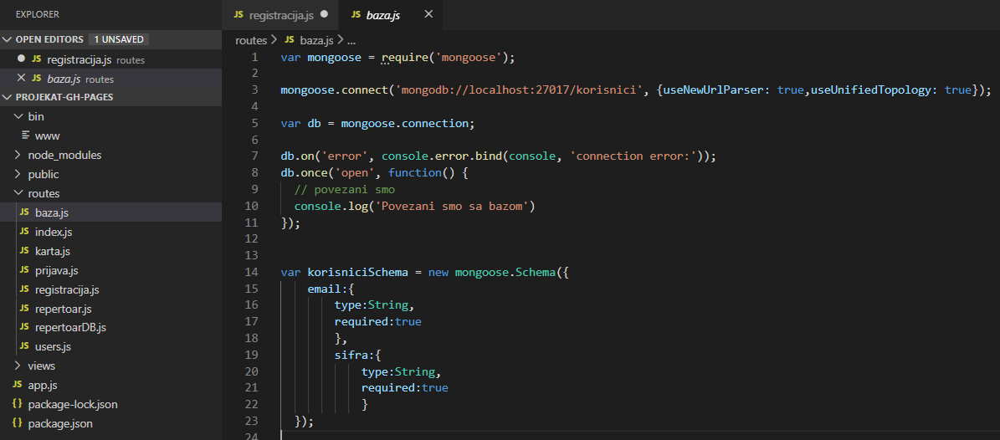 EXPLORER
OPEN EDITORS 1 UNSAVED
JS registracija.js routes
JS baza.js routes
PROJEKAT-GH-PAGES
bin
www
node_modules
public
routes
JS baza.js
JS index.js
JS karta.js
JS prijava.js
JS registracija.js
JS repertoar.js
JS repertoarDB.js
JS users.js
views
JS app.js
{} package-lock.json
{} package.json
JS registracija.js
JS baza.js
routes > JS baza.js > ...
1 var mongoose = require('mongoose');
2
3 mongoose.connect('mongodb://localhost:27017/korisnici', {useNewUrlParser: true,useUnifiedTopology: true});
4
5 var db = mongoose.connection;
6
7 db.on('error', console.error.bind(console, 'connection error:'));
8 db.once('open', function() {
9 // povezani smo
10 console.log('Povezani smo sa bazom')
11 });
12
13
14 var korisniciSchema = new mongoose.Schema({
15 email:{
16 type:String,
17 required:true
18 },
19 sifra:{
20 type:String,
21 required:true
22 }
23 });
24